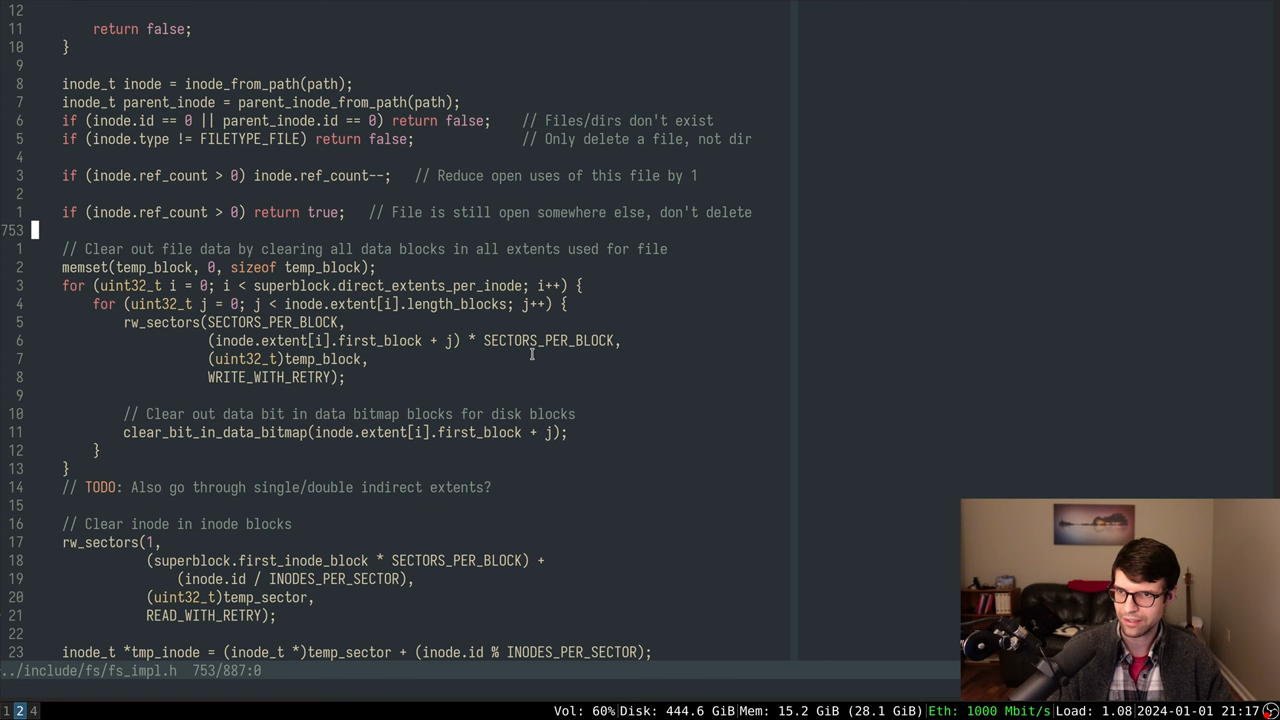 12
11 return false;
10 }
9
8 inode_t inode = inode_from_path(path);
7 inode_t parent_inode = parent_inode_from_path(path);
6 if (inode.id == 0 || parent_inode.id == 0) return false; // Files/dirs don't exist
5 if (inode.type != FILETYPE_FILE) return false; // Only delete a file, not dir
4
3 if (inode.ref_count > 0) inode.ref_count--; // Reduce open uses of this file by 1
2
1 if (inode.ref_count > 0) return true; // File is still open somewhere else, don't delete
753
1 // Clear out file data by clearing all data blocks in all extents used for file
2 memset(temp_block, 0, sizeof temp_block);
3 for (uint32_t i = 0; i < superblock.direct_extents_per_inode; i++) {
4 for (uint32_t j = 0; j < inode.extent[i].length_blocks; j++) {
5 rw_sectors(SECTORS_PER_BLOCK,
6 (inode.extent[i].first_block + j) * SECTORS_PER_BLOCK,
7 (uint32_t)temp_block,
8 WRITE_WITH_RETRY);
9
10 // Clear out data bit in data bitmap blocks for disk blocks
11 clear_bit_in_data_bitmap(inode.extent[i].first_block + j);
12 }
13 }
14 // TODO: Also go through single/double indirect extents?
15
16 // Clear inode in inode blocks
17 rw_sectors(1,
18 (superblock.first_inode_block * SECTORS_PER_BLOCK) +
19 (inode.id / INODES_PER_SECTOR),
20 (uint32_t)temp_sector,
21 READ_WITH_RETRY);
22
23 inode_t *tmp_inode = (inode_t *)temp_sector + (inode.id % INODES_PER_SECTOR);
../include/fs/fs_impl.h 753/887:0
1 2 4 Vol: 60%|Disk: 444.6 GiB|Mem: 15.2 GiB (28.1 GiB)|Eth: 1000 Mbit/s|Load: 1.08|2024-01-01 21:17